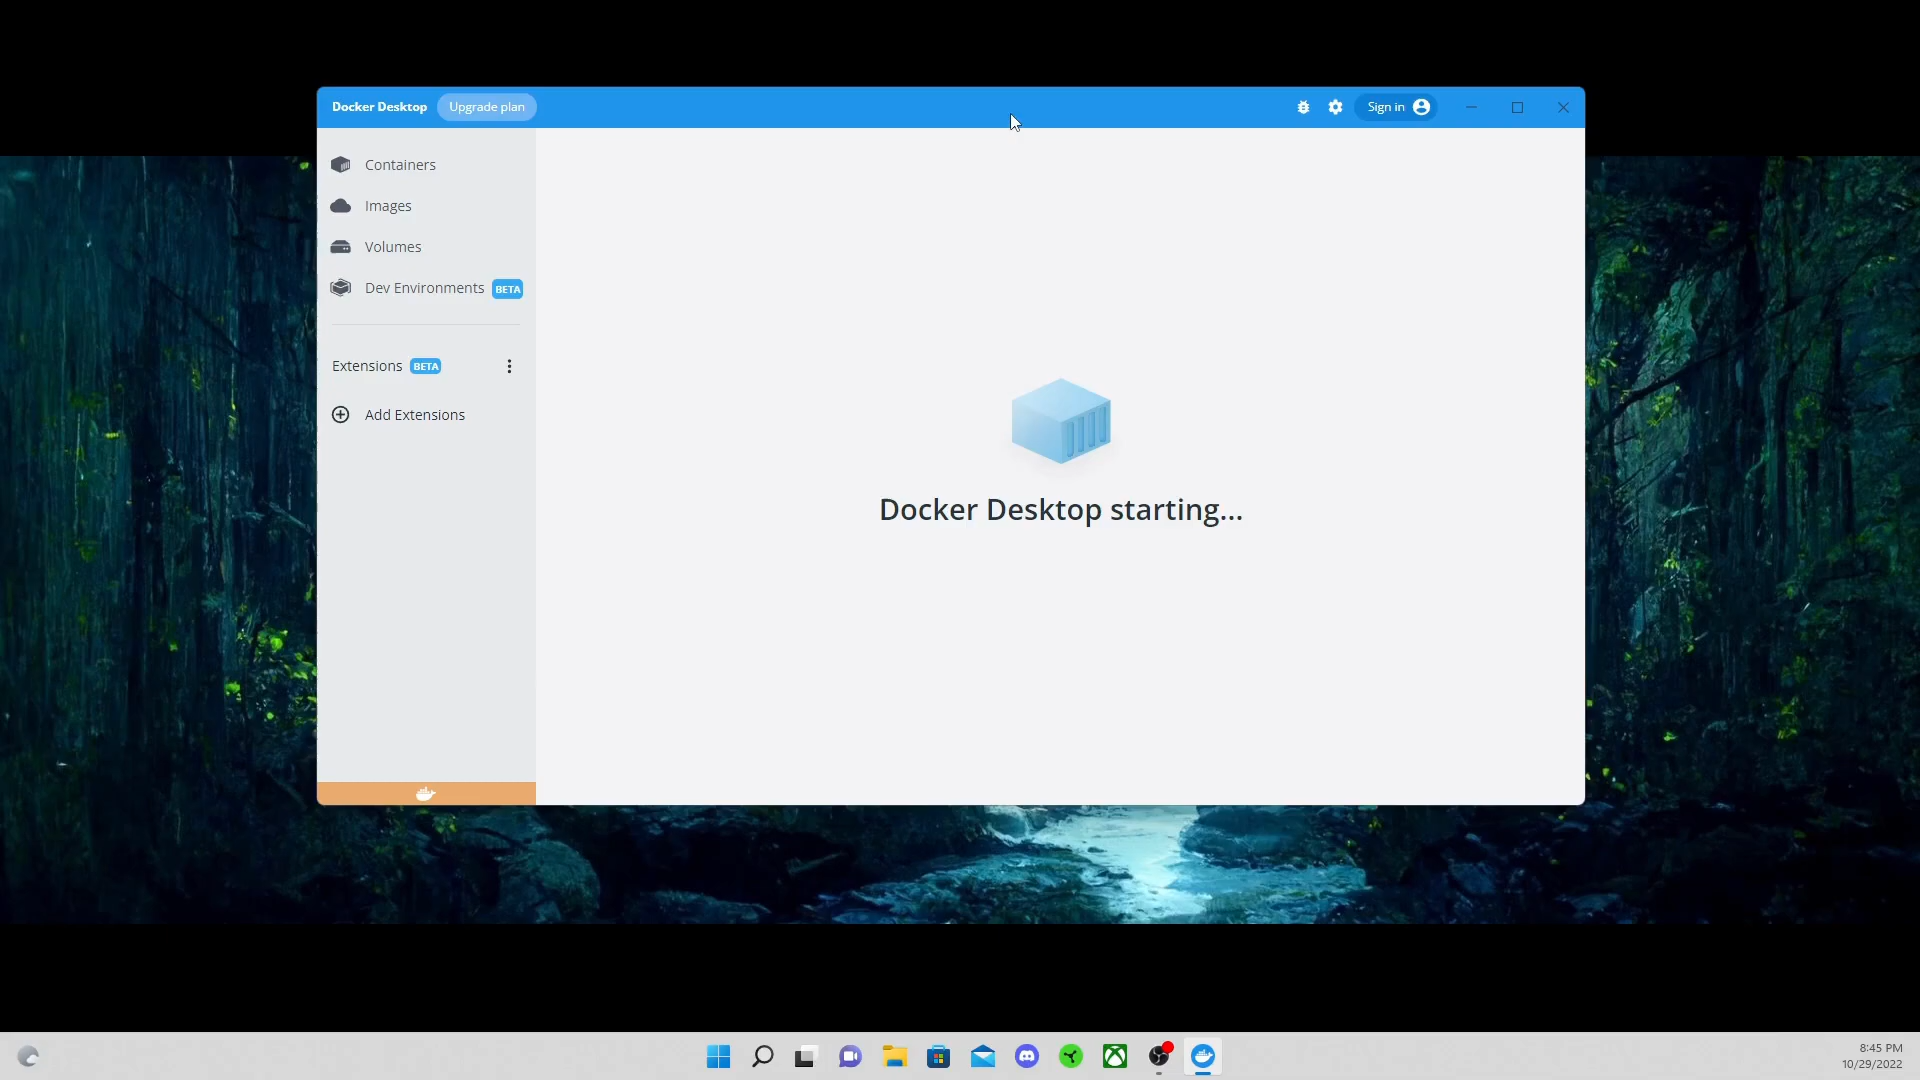 Docker Desktop
Upgrade plan
Sign in
Containers
Images
Volumes
Dev Environments BETA
Extensions BETA
Add Extensions
Docker Desktop starting...
8:45 PM
10/29/2022